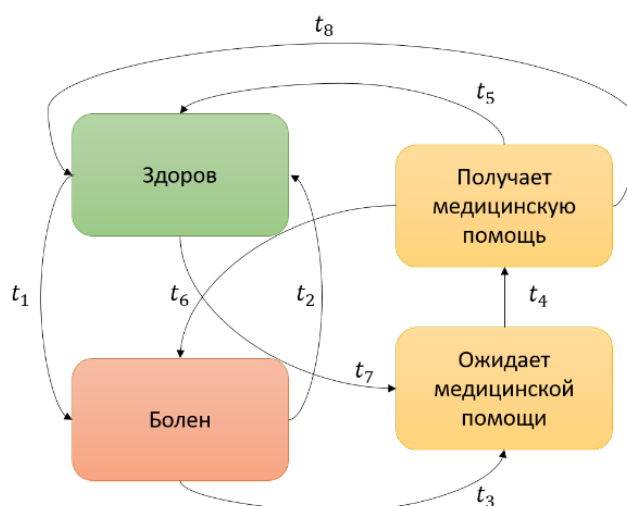 t₈
t₅
Здоров
Получает
медицинскую
помощь
t₁
t₆
t₂
t₄
t₇
Ожидает
медицинской
помощи
Болен
t₃